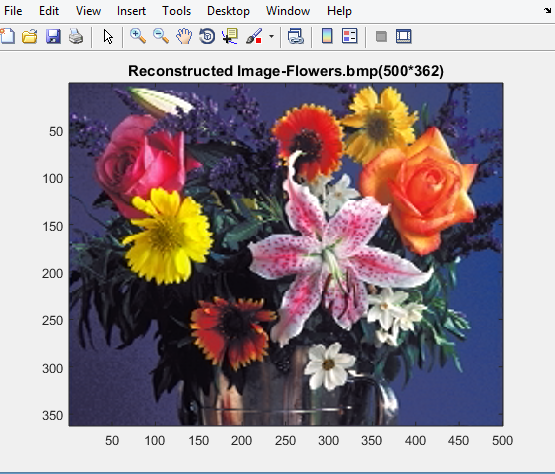 File Edit View Insert Tools Desktop Window Help
Reconstructed Image-Flowers.bmp(500*362)
50
100
150
200
250
300
350
50 100 150 200 250 300 350 400 450 500